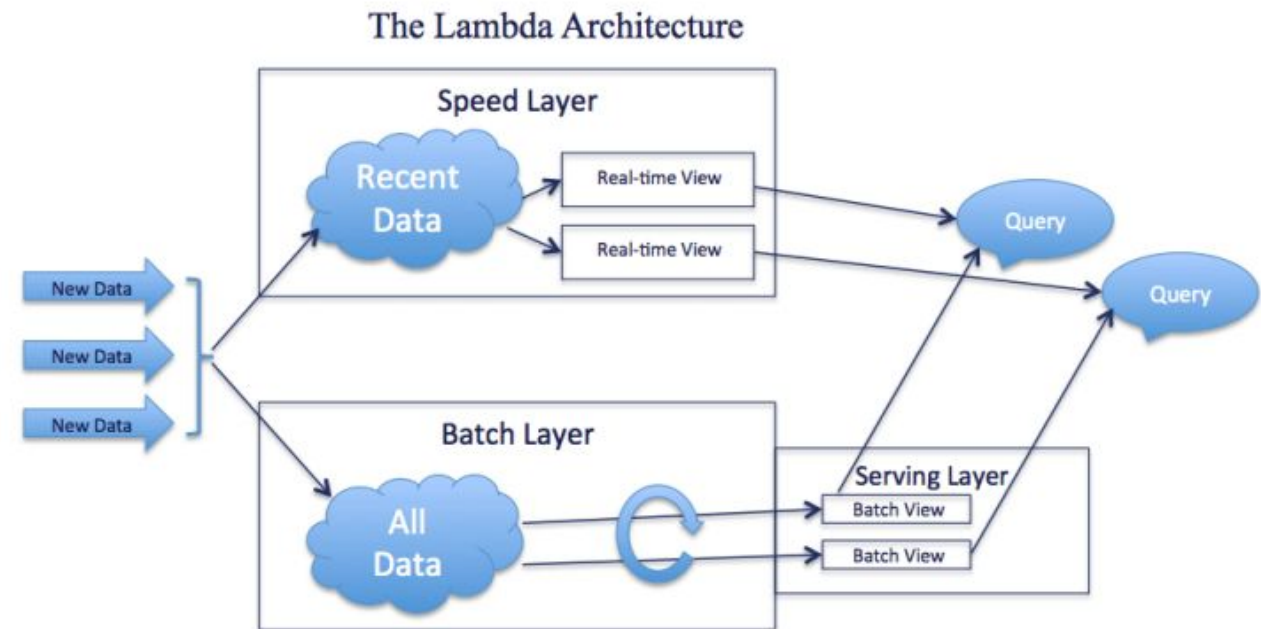 The Lambda Architecture
Speed Layer
Recent
Data
Real-time View
Real-time View
Query
Query
New Data
New Data
New Data
Batch Layer
All
Data
Serving Layer
Batch View
Batch View